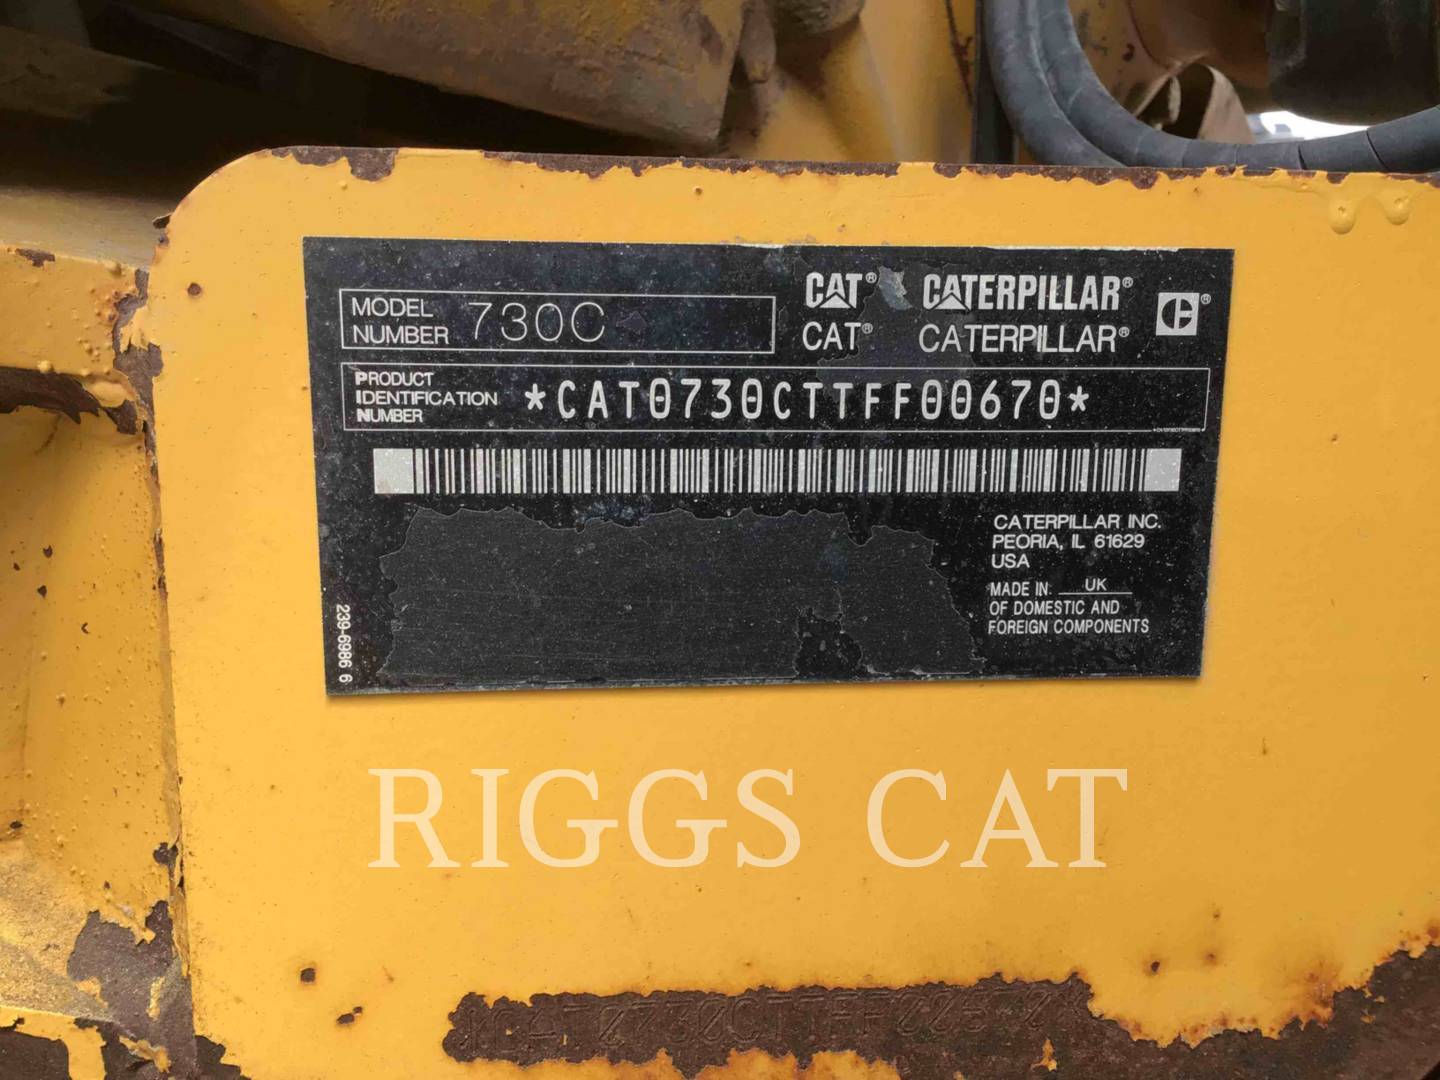 MODEL NUMBER 730C
CAT® CATERPILLAR®
CAT® CATERPILLAR®
PRODUCT IDENTIFICATION NUMBER *CAT0730CTTFF00670*
CATERPILLAR INC.
PEORIA, IL 61629
USA
MADE IN UK
OF DOMESTIC AND
FOREIGN COMPONENTS
239-6986 6
RIGGS CAT
*CAT0730CTTFF00670*